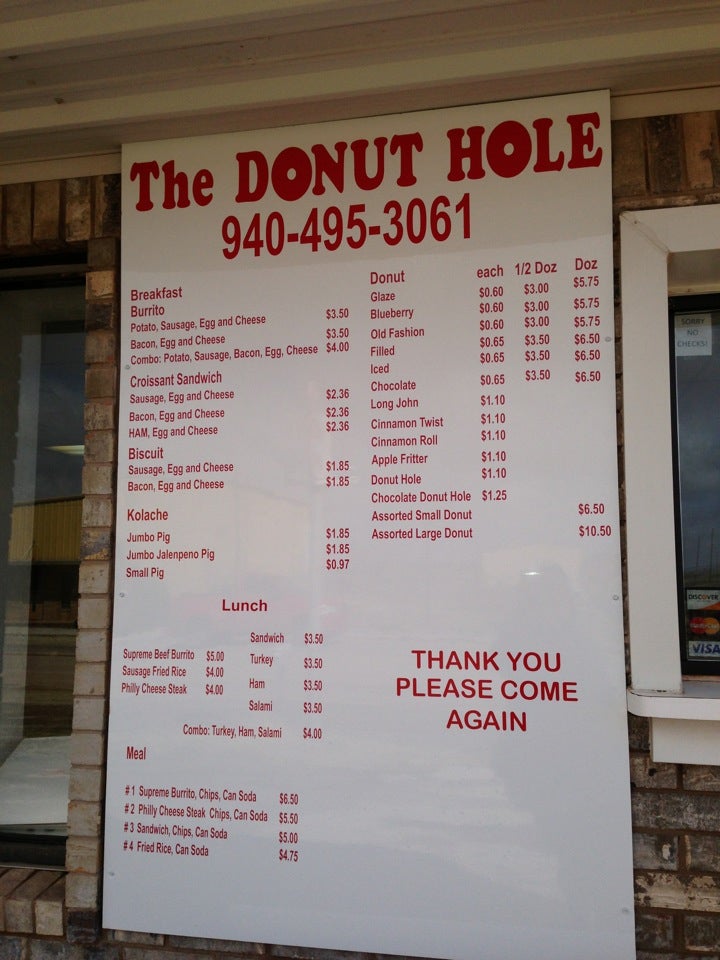 The DONUT HOLE
940-495-3061
Breakfast
Burrito
Potato, Sausage, Egg and Cheese $3.50
Bacon, Egg and Cheese $3.50
Combo: Potato, Sausage, Bacon, Egg, Cheese $4.00
Croissant Sandwich
Sausage, Egg and Cheese $2.36
Bacon, Egg and Cheese $2.36
HAM, Egg and Cheese $2.36
Biscuit
Sausage, Egg and Cheese $1.85
Bacon, Egg and Cheese $1.85
Kolache
Jumbo Pig $1.85
Jumbo Jalenpeno Pig $1.85
Small Pig $0.97
Donut each 1/2 Doz Doz
Glaze $0.60 $3.00 $5.75
Blueberry $0.60 $3.00 $5.75
Old Fashion $0.60 $3.00 $5.75
Filled $0.65 $3.50 $6.50
Iced $0.65 $3.50 $6.50
Chocolate $0.65 $3.50 $6.50
Long John $1.10
Cinnamon Twist $1.10
Cinnamon Roll $1.10
Apple Fritter $1.10
Donut Hole $1.10
Chocolate Donut Hole $1.25
Assorted Small Donut $6.50
Assorted Large Donut $10.50
Lunch
Supreme Beef Burrito $5.00
Sausage Fried Rice $4.00
Philly Cheese Steak $4.00
Sandwich $3.50
Turkey $3.50
Ham $3.50
Salami $3.50
Combo: Turkey, Ham, Salami $4.00
Meal
#1 Supreme Burrito, Chips, Can Soda $6.50
#2 Philly Cheese Steak Chips, Can Soda $5.50
#3 Sandwich, Chips, Can Soda $5.00
#4 Fried Rice, Can Soda $4.75
THANK YOU
PLEASE COME
AGAIN
SORRY
NO
CHECKS!
DISCOVER
MasterCard
VISA